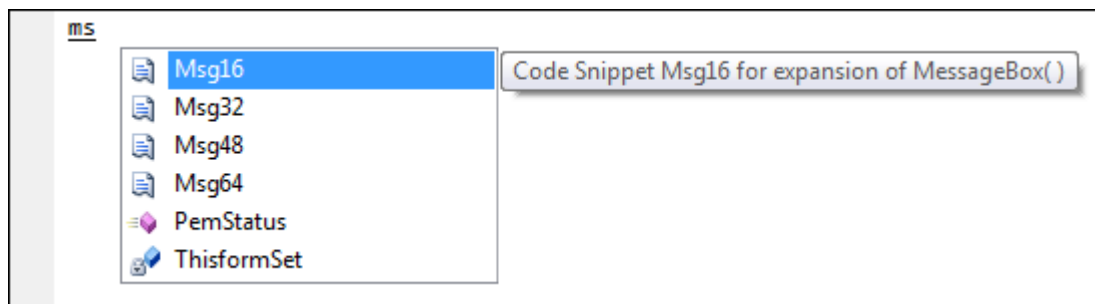 ms
Msg16 Code Snippet Msg16 for expansion of MessageBox( )
Msg32
Msg48
Msg64
PemStatus
ThisformSet